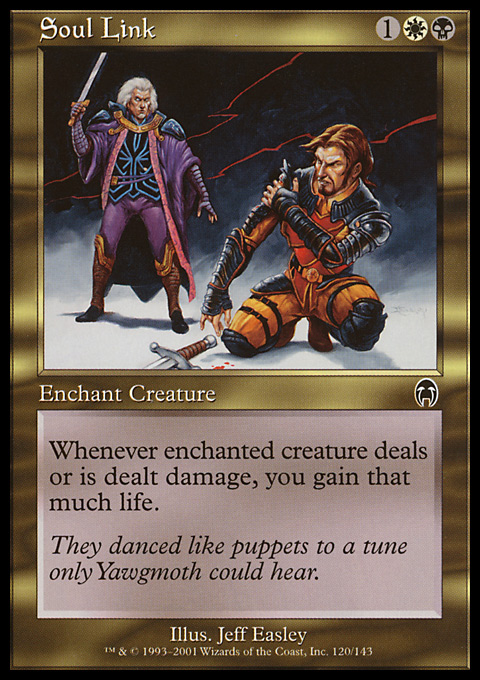 Soul Link 1
Enchant Creature
Whenever enchanted creature deals
or is dealt damage, you gain that
much life.
They danced like puppets to a tune
only Yawgmoth could hear.
Illus. Jeff Easley
™ & © 1993–2001 Wizards of the Coast, Inc. 120/143